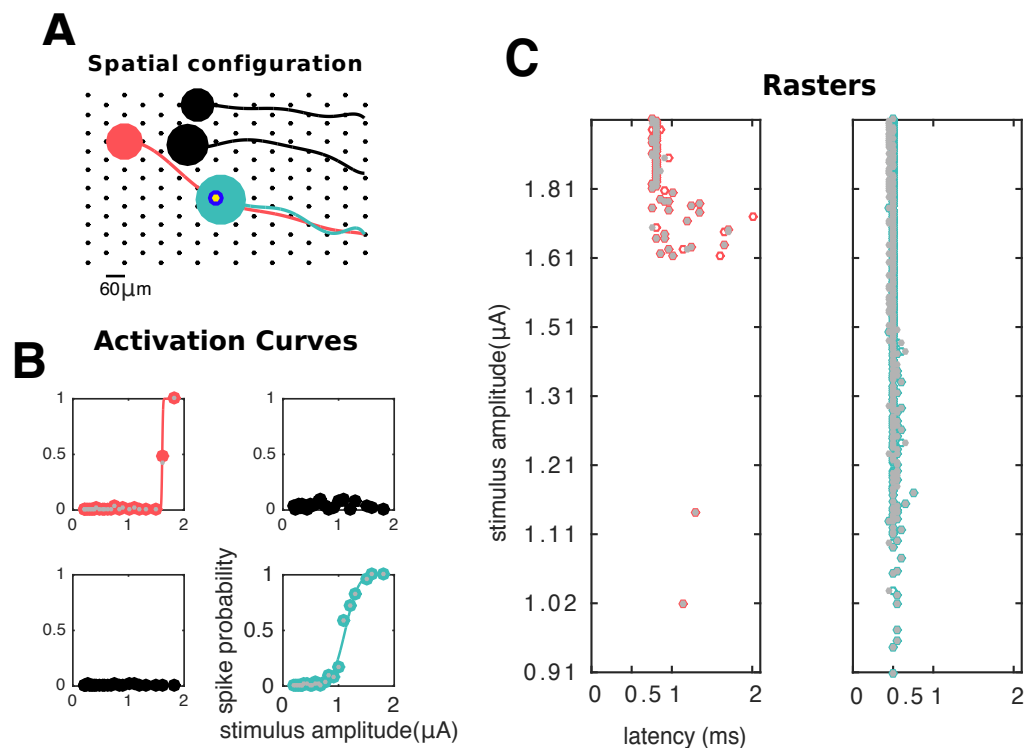 A
Spatial configuration
60μm
B
Activation Curves
1
0.5
0
0 1 2
1
0.5
0
0 1 2
1
0.5
0
0 1 2
spike probability
1
0.5
0
0 1 2
stimulus amplitude(μA)
C
Rasters
stimulus amplitude(μA)
1.81
1.61
1.51
1.31
1.21
1.11
1.02
0.91
0 0.5 1 2
0 0.5 1 2
latency (ms)